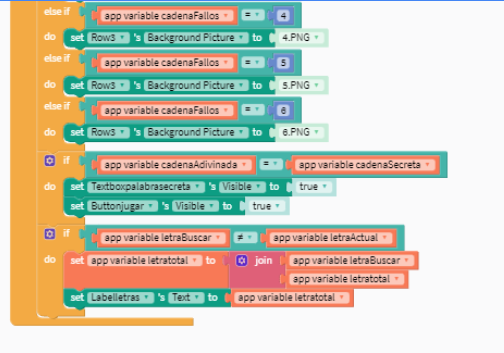 else if app variable cadenaFallos = 4
do set Row3 's Background Picture to 4.PNG
else if app variable cadenaFallos = 5
do set Row3 's Background Picture to 5.PNG
else if app variable cadenaFallos = 6
do set Row3 's Background Picture to 6.PNG
if app variable cadenaAdivinada = app variable cadenaSecreta
do set Textboxpalabrasecreta 's Visible to true
set Buttonjugar 's Visible to true
if app variable letraBuscar ≠ app variable letraActual
do set app variable letratotal to join app variable letraBuscar
app variable letratotal
set Labelletras 's Text to app variable letratotal